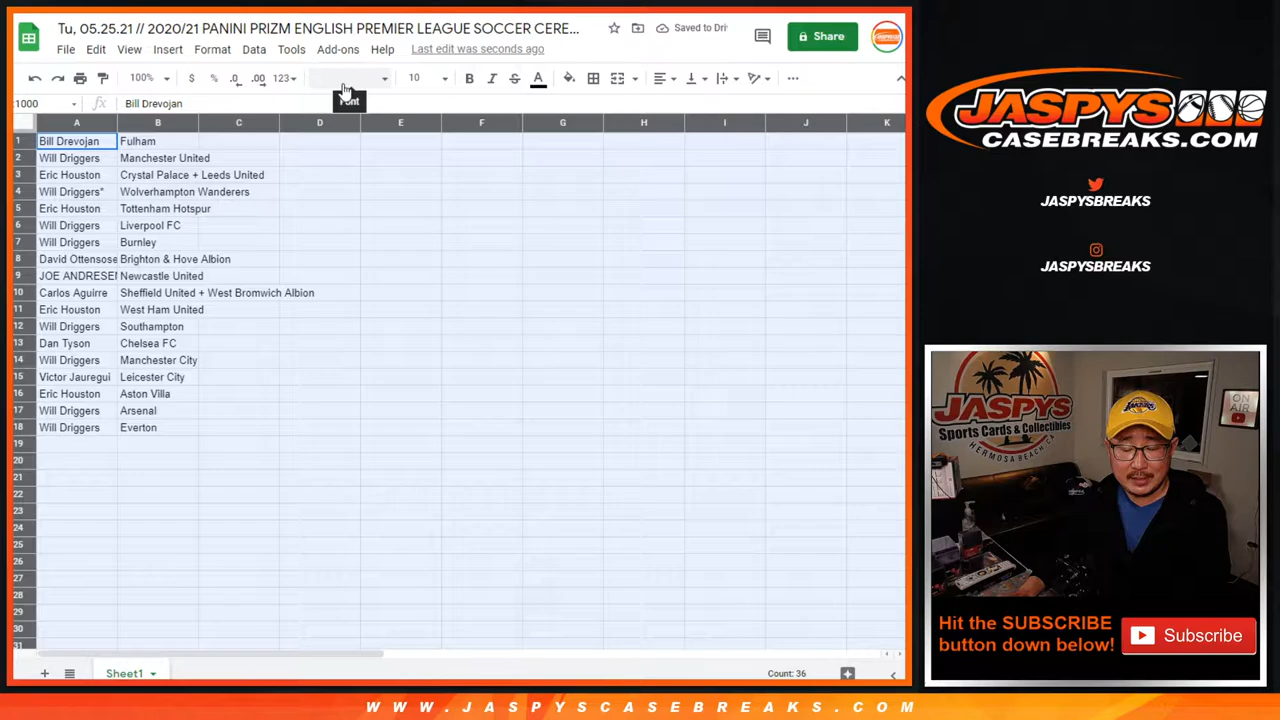 Tu, 05.25.21 // 2020/21 PANINI PRIZM ENGLISH PREMIER LEAGUE SOCCER CERE...
Saved to Dri
Share
File Edit View Insert Format Data Tools Add-ons Help Last edit was seconds ago
100% $ % .0 .00 123 10 B I S A
Font
:1000 fx Bill Drevojan
A B C D E F G H I J K
1 Bill Drevojan Fulham
2 Will Driggers Manchester United
3 Eric Houston Crystal Palace + Leeds United
4 Will Driggers* Wolverhampton Wanderers
5 Eric Houston Tottenham Hotspur
6 Will Driggers Liverpool FC
7 Will Driggers Burnley
8 David Ottensose Brighton & Hove Albion
9 JOE ANDRESEN Newcastle United
10 Carlos Aguirre Sheffield United + West Bromwich Albion
11 Eric Houston West Ham United
12 Will Driggers Southampton
13 Dan Tyson Chelsea FC
14 Will Driggers Manchester City
15 Victor Jauregui Leicester City
16 Eric Houston Aston Villa
17 Will Driggers Arsenal
18 Will Driggers Everton
19
20
21
22
23
24
25
26
27
28
29
30
31
Sheet1
Count: 36
JASPYS
CASEBREAKS.COM
JASPYSBREAKS
JASPYSBREAKS
JASPYS
Sports Cards & Collectibles
HERMOSA BEACH, CA
ON
AIR
Hit the SUBSCRIBE
button down below!
Subscribe
WWW.JASPYSCASEBREAKS.COM